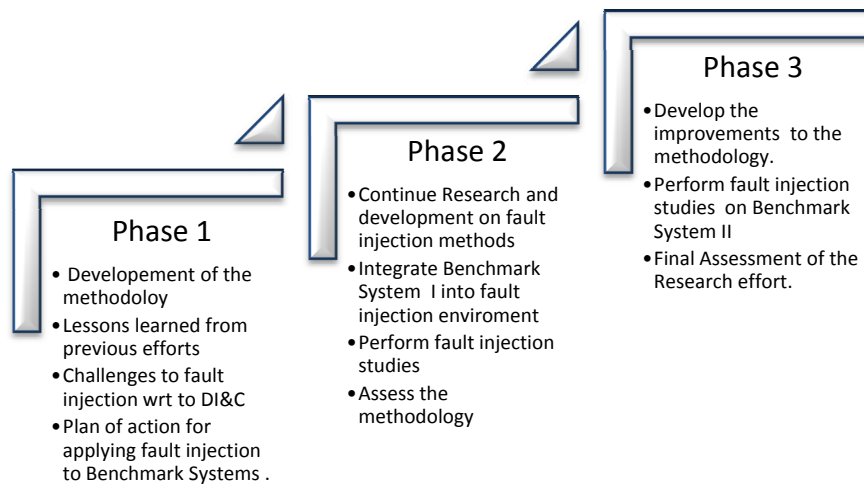 Phase 1
• Developement of the
methodoloy
•Lessons learned from
previous efforts
•Challenges to fault
injection wrt to DI&C
•Plan of action for
applying fault injection
to Benchmark Systems .
Phase 2
•Continue Research and
development on fault
injection methods
•Integrate Benchmark
System I into fault
injection enviroment
•Perform fault injection
studies
•Assess the
methodology
Phase 3
•Develop the
improvements to the
methodology.
•Perform fault injection
studies on Benchmark
System II
•Final Assessment of the
Research effort.